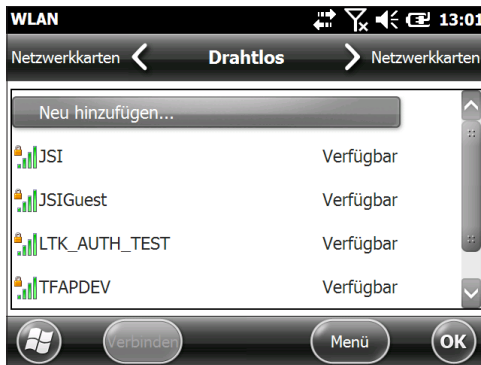 WLAN 13:01
Netzwerkkarten Drahtlos Netzwerkkarten
Neu hinzufügen...
JSI Verfügbar
JSIGuest Verfügbar
LTK_AUTH_TEST Verfügbar
TFAPDEV Verfügbar
Verbinden Menü OK